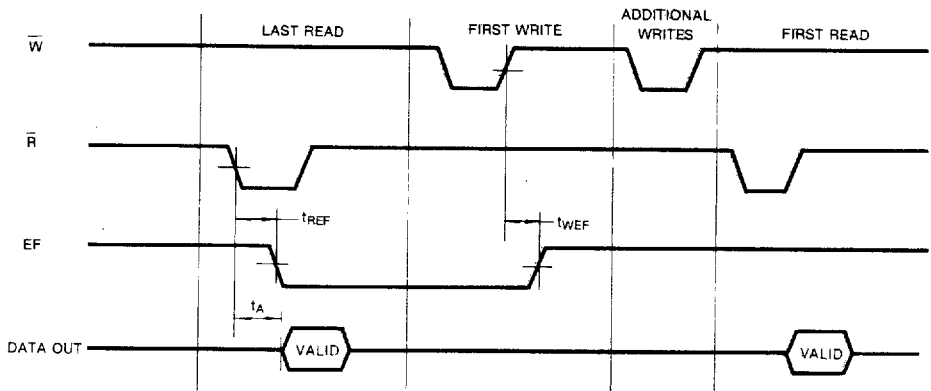 LAST READ
FIRST WRITE
ADDITIONAL
WRITES
FIRST READ
W
R
tREF
tWEF
EF
tA
DATA OUT
VALID
VALID